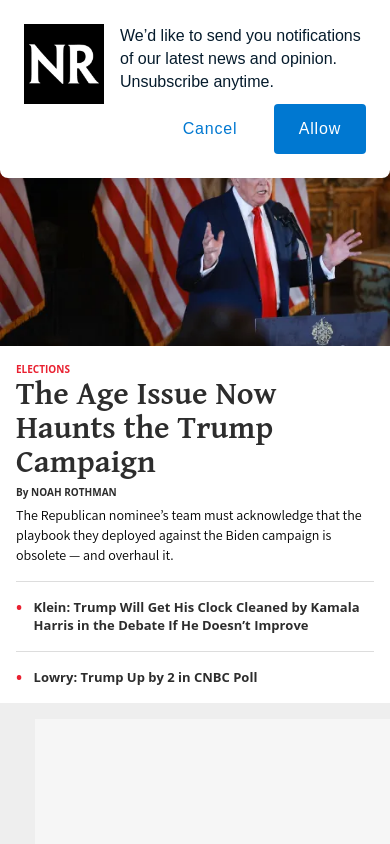 NR
We’d like to send you notifications
of our latest news and opinion.
Unsubscribe anytime.
Cancel
Allow
ELECTIONS
The Age Issue Now
Haunts the Trump
Campaign
By NOAH ROTHMAN
The Republican nominee’s team must acknowledge that the
playbook they deployed against the Biden campaign is
obsolete — and overhaul it.
• Klein: Trump Will Get His Clock Cleaned by Kamala
Harris in the Debate If He Doesn’t Improve
• Lowry: Trump Up by 2 in CNBC Poll